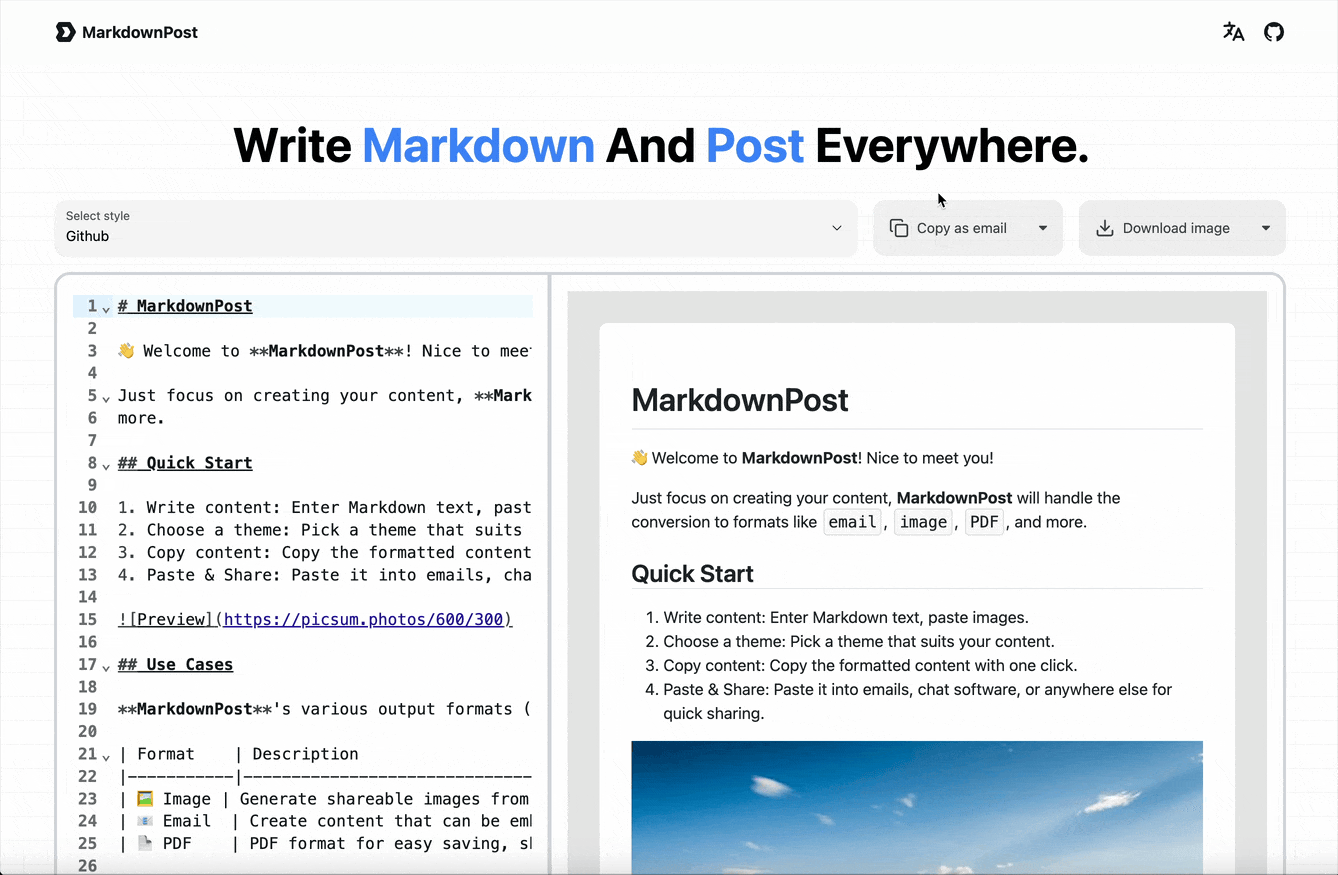 MarkdownPost
Write Markdown And Post Everywhere.
Select style
Github
Copy as email
Download image
1 # MarkdownPost
2
3 👋 Welcome to **MarkdownPost**! Nice to meet
4
5 Just focus on creating your content, **Mark
6 more.
7
8 ## Quick Start
9
10 1. Write content: Enter Markdown text, past
11 2. Choose a theme: Pick a theme that suits
12 3. Copy content: Copy the formatted content
13 4. Paste & Share: Paste it into emails, cha
14
15 ![Preview](https://picsum.photos/600/300)
16
17 ## Use Cases
18
19 **MarkdownPost**'s various output formats (
20
21 | Format | Description
22 |-----------|------------------------------
23 | 🖼️ Image | Generate shareable images from
24 | 📧 Email | Create content that can be em
25 | 📄 PDF | PDF format for easy saving, s
26
MarkdownPost
👋 Welcome to MarkdownPost! Nice to meet you!
Just focus on creating your content, MarkdownPost will handle the
conversion to formats like email, image, PDF, and more.
Quick Start
1. Write content: Enter Markdown text, paste images.
2. Choose a theme: Pick a theme that suits your content.
3. Copy content: Copy the formatted content with one click.
4. Paste & Share: Paste it into emails, chat software, or anywhere else for
quick sharing.